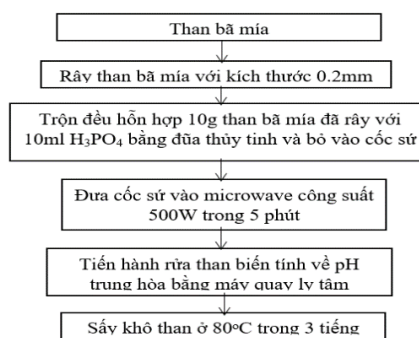 Than bã mía
Rây than bã mía với kích thước 0.2mm
Trộn đều hỗn hợp 10g than bã mía đã rây với
10ml H₃PO₄ bằng đũa thủy tinh và bỏ vào cốc sứ
Đưa cốc sứ vào microwave công suất
500W trong 5 phút
Tiến hành rửa than biến tính về pH
trung hòa bằng máy quay ly tâm
Sấy khô than ở 80ᵒC trong 3 tiếng